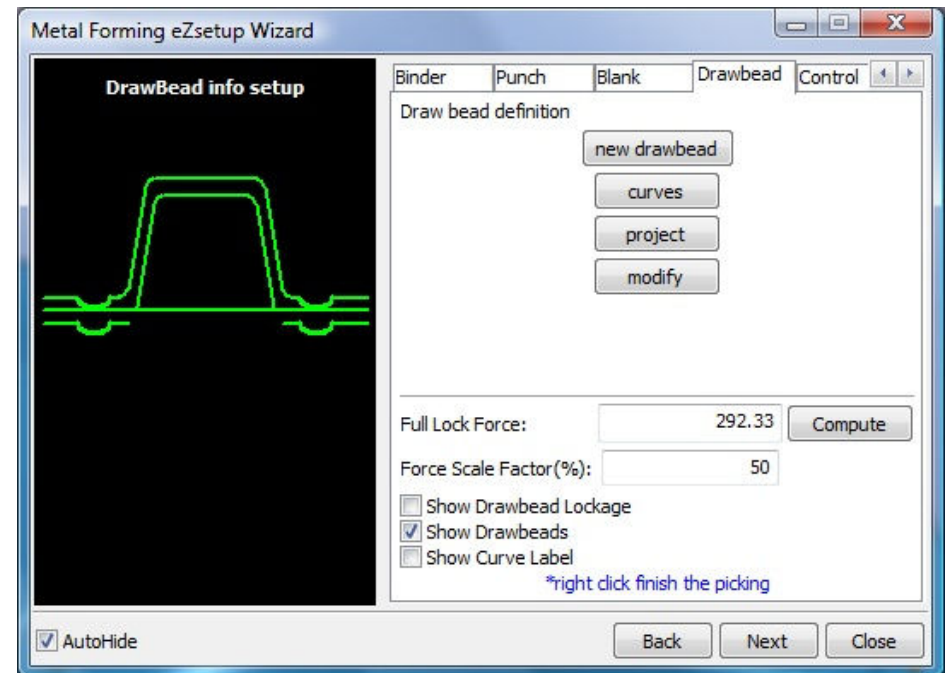 Metal Forming eZsetup Wizard
DrawBead info setup
Binder Punch Blank Drawbead Control
Draw bead definition
new drawbead
curves
project
modify
Full Lock Force: 292.33 Compute
Force Scale Factor(%): 50
Show Drawbead Lockage
Show Drawbeads
Show Curve Label
*right click finish the picking
AutoHide Back Next Close